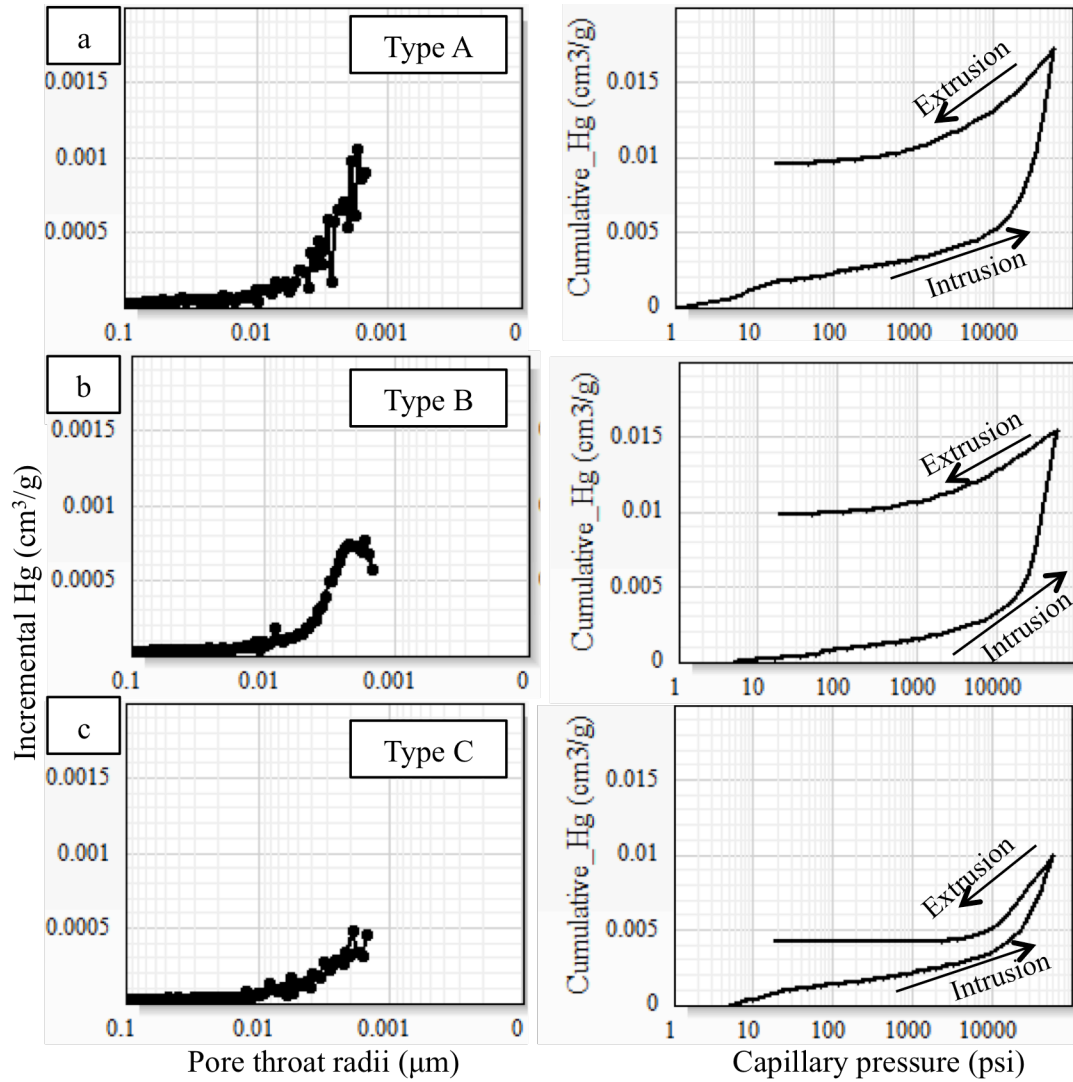 a
Type A
0.0015
0.001
0.0005
0.1
0.01
0.001
0
Cumulative_Hg (cm3/g)
0.015
0.01
0.005
0
Extrusion
Intrusion
1
10
100
1000
10000
b
Type B
0.0015
0.001
0.0005
0.1
0.01
0.001
0
Cumulative_Hg (cm3/g)
0.015
0.01
0.005
0
Extrusion
Intrusion
1
10
100
1000
10000
c
Type C
0.0015
0.001
0.0005
0.1
0.01
0.001
0
Cumulative_Hg (cm3/g)
0.015
0.01
0.005
0
Extrusion
Intrusion
1
10
100
1000
10000
Incremental Hg (cm³/g)
Pore throat radii (μm)
Capillary pressure (psi)